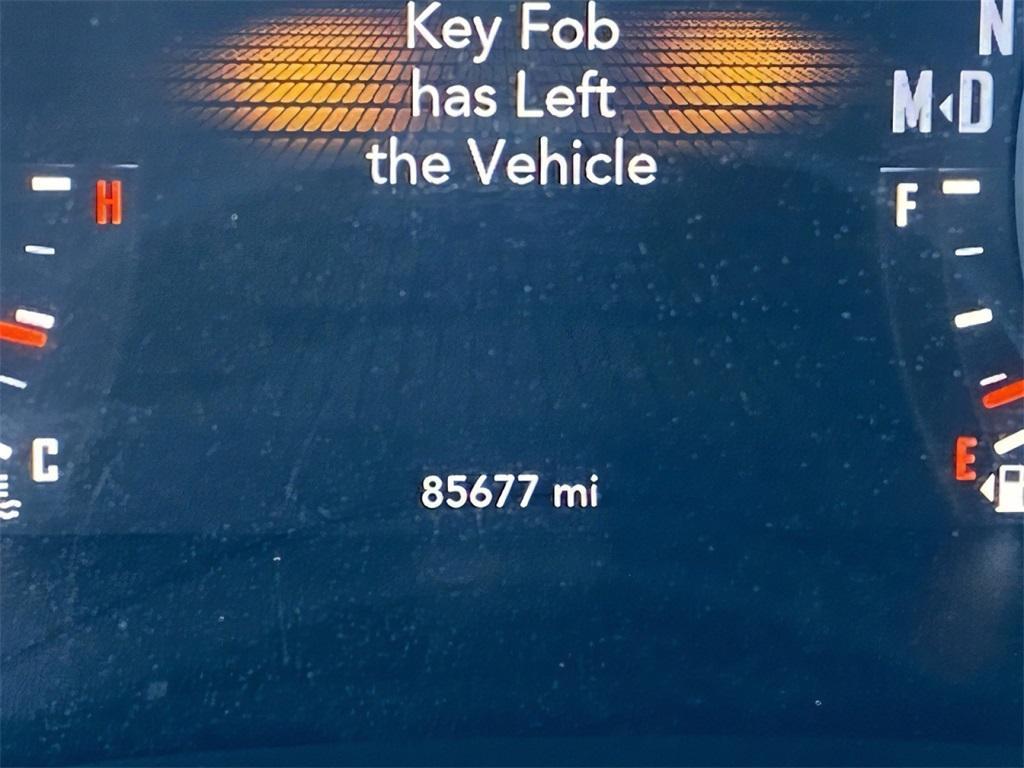 Key Fob
has Left
the Vehicle
N
M D
H
F
C
E
85677 mi